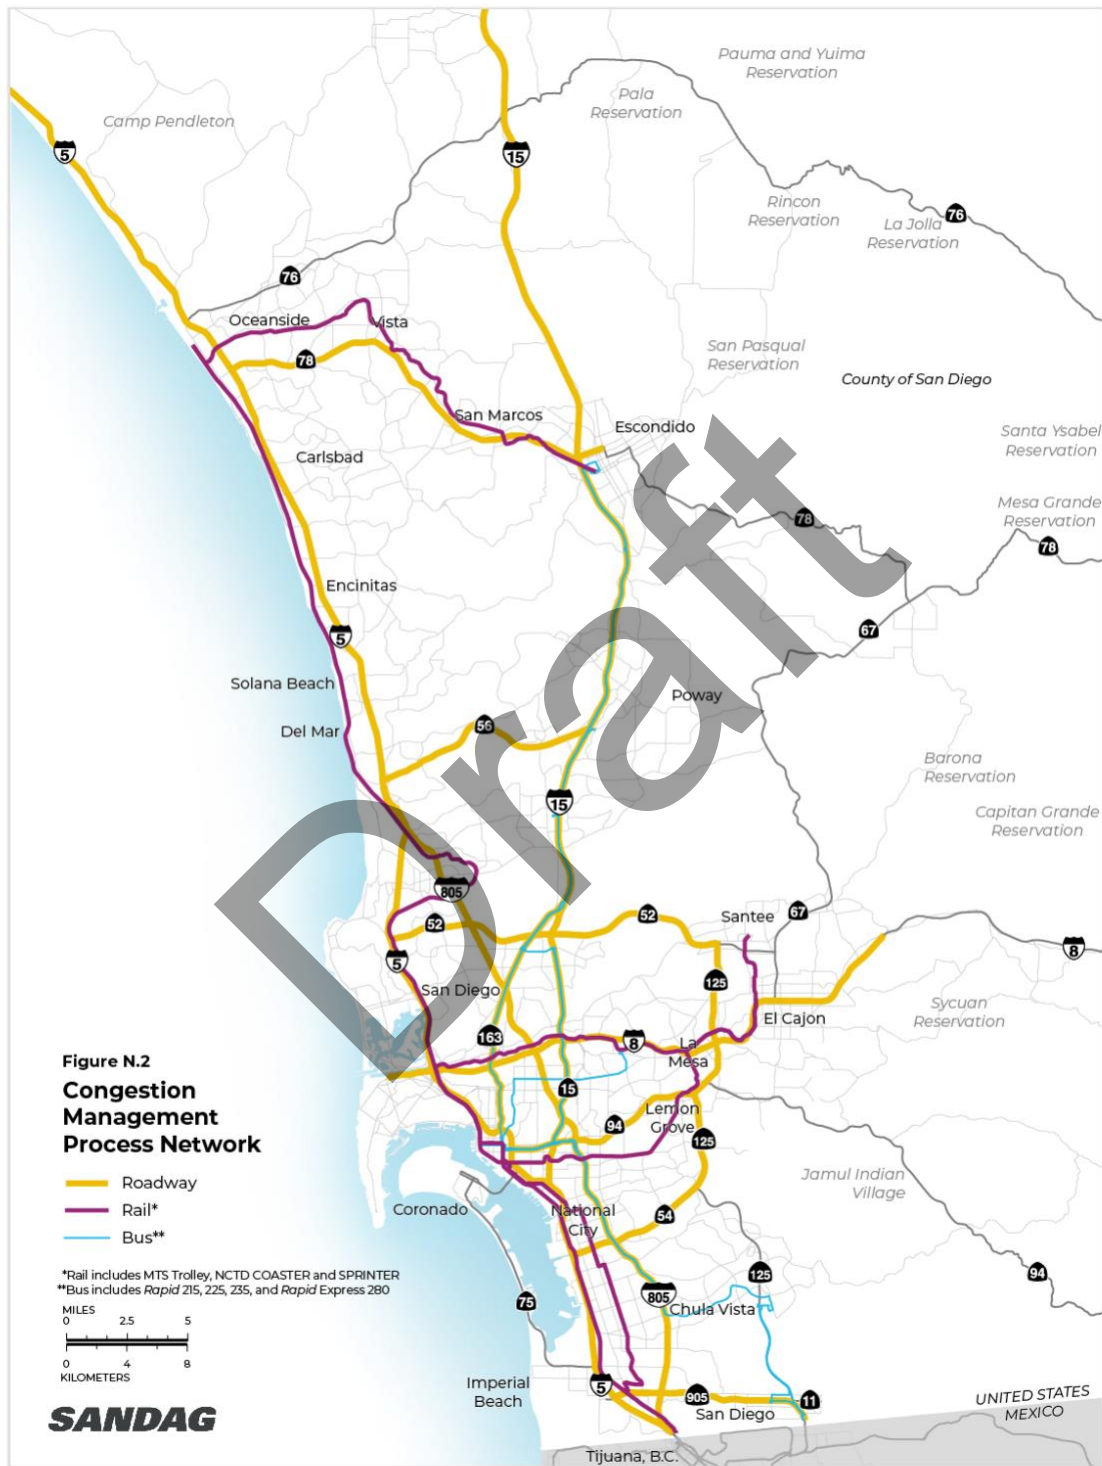 Pauma and Yuima
Reservation
Pala
Reservation
Camp Pendleton
5
15
Rincon
Reservation
La Jolla
Reservation
76
76
Oceanside
Vista
78
San Pasqual
Reservation
County of San Diego
San Marcos
Escondido
Santa Ysabel
Reservation
Carlsbad
Mesa Grande
Reservation
78
78
Encinitas
5
67
Solana Beach
Poway
Del Mar
56
Barona
Reservation
15
Capitan Grande
Reservation
Draft
805
52
52
Santee
67
5
8
San Diego
125
Sycuan
Reservation
El Cajon
163
8
La
Mesa
15
94
Lemon
Grove
125
Jamul Indian
Village
Coronado
National
City
54
125
94
75
805
Chula Vista
Imperial
Beach
5
905
11
San Diego
UNITED STATES
MEXICO
Tijuana, B.C.
Figure N.2
Congestion
Management
Process Network
Roadway
Rail*
Bus**
*Rail includes MTS Trolley, NCTD COASTER and SPRINTER
**Bus includes Rapid 215, 225, 235, and Rapid Express 280
MILES
0 2.5 5
0 4 8
KILOMETERS
SANDAG